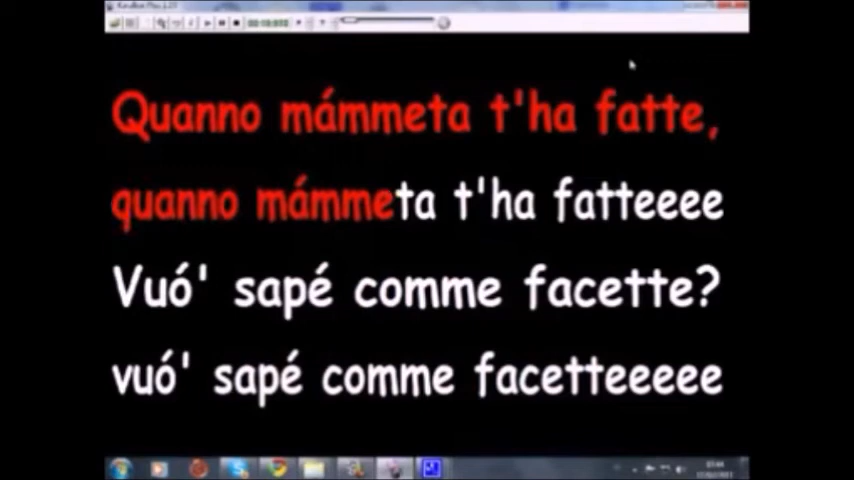 Quanno mámmeta t'ha fatte,
quanno mámmeta t'ha fatteeee
Vuó' sapé comme facette?
vuó' sapé comme facetteeeee